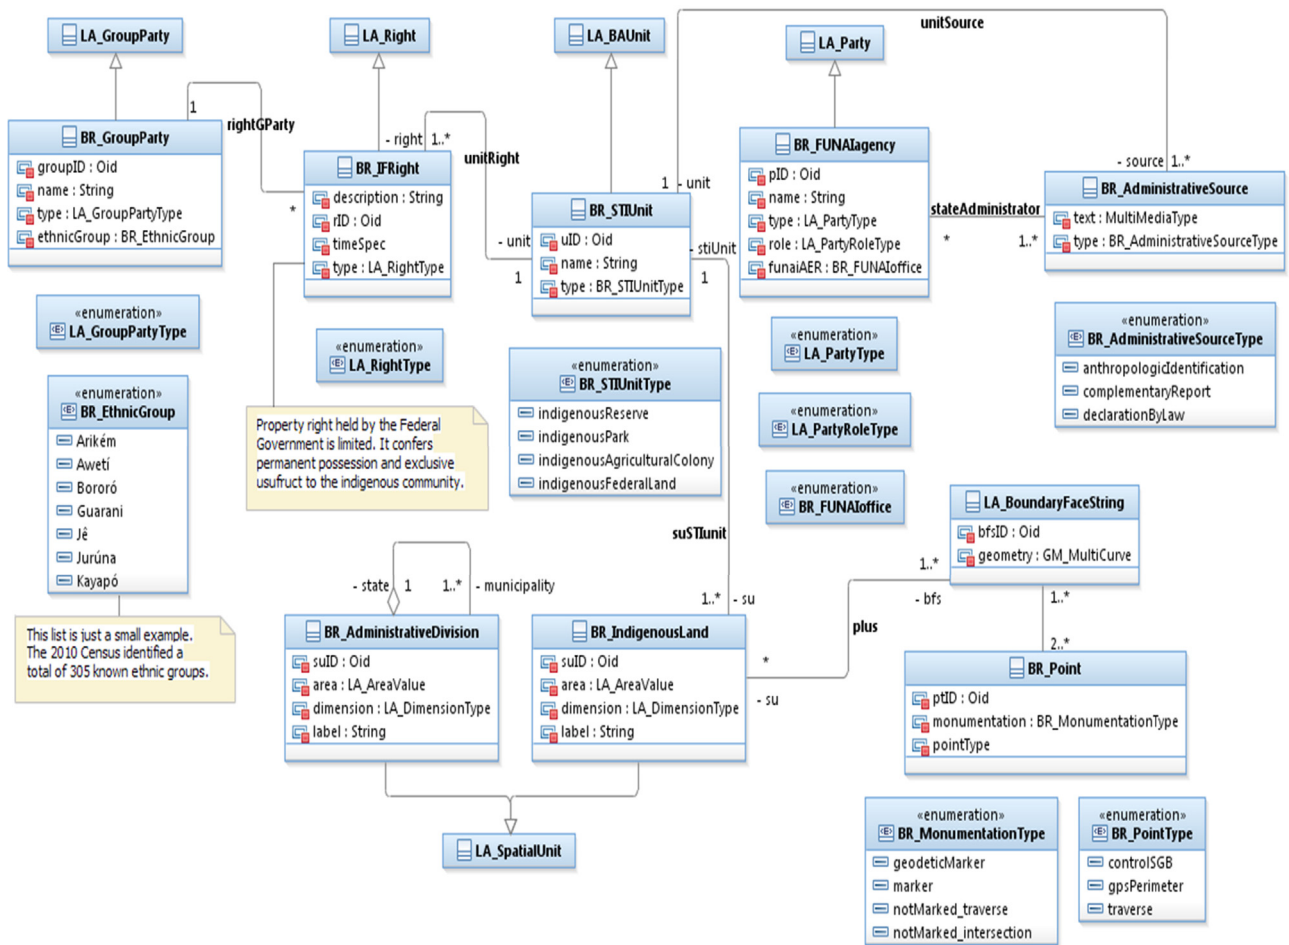 LA_GroupParty
LA_Right
LA_BAUnit
LA_Party
unitSource
1
rightGParty
*
- right
1..*
unitRight
- unit
1
1
- unit
- stiUnit
1
- source
1..*
stateAdministrator
*
1..*
BR_GroupParty
groupID : Oid
name : String
type : LA_GroupPartyType
ethnicGroup : BR_EthnicGroup
BR_IFRight
description : String
rID : Oid
timeSpec
type : LA_RightType
BR_STIUnit
uID : Oid
name : String
type : BR_STIUnitType
BR_FUNAIagency
pID : Oid
name : String
type : LA_PartyType
role : LA_PartyRoleType
funaiAER : BR_FUNAIoffice
BR_AdministrativeSource
text : MultiMediaType
type : BR_AdministrativeSourceType
«enumeration»
LA_GroupPartyType
«enumeration»
LA_RightType
«enumeration»
BR_STIUnitType
indigenousReserve
indigenousPark
indigenousAgriculturalColony
indigenousFederalLand
«enumeration»
LA_PartyType
«enumeration»
LA_PartyRoleType
«enumeration»
BR_FUNAIoffice
«enumeration»
BR_AdministrativeSourceType
anthropologicIdentification
complementaryReport
declarationByLaw
«enumeration»
BR_EthnicGroup
Arikém
Awetí
Bororó
Guarani
Jê
Jurúna
Kayapó
Property right held by the Federal
Government is limited. It confers
permanent possession and exclusive
usufruct to the indigenous community.
This list is just a small example.
The 2010 Census identified a
total of 305 known ethnic groups.
suSTIunit
1..*
- su
- state
1
1..*
- municipality
BR_AdministrativeDivision
suID : Oid
area : LA_AreaValue
dimension : LA_DimensionType
label : String
BR_IndigenousLand
suID : Oid
area : LA_AreaValue
dimension : LA_DimensionType
label : String
LA_BoundaryFaceString
bfsID : Oid
geometry : GM_MultiCurve
1..*
- bfs
plus
*
- su
1..*
2..*
BR_Point
ptID : Oid
monumentation : BR_MonumentationType
pointType
LA_SpatialUnit
«enumeration»
BR_MonumentationType
geodeticMarker
marker
notMarked_traverse
notMarked_intersection
«enumeration»
BR_PointType
controlSGB
gpsPerimeter
traverse